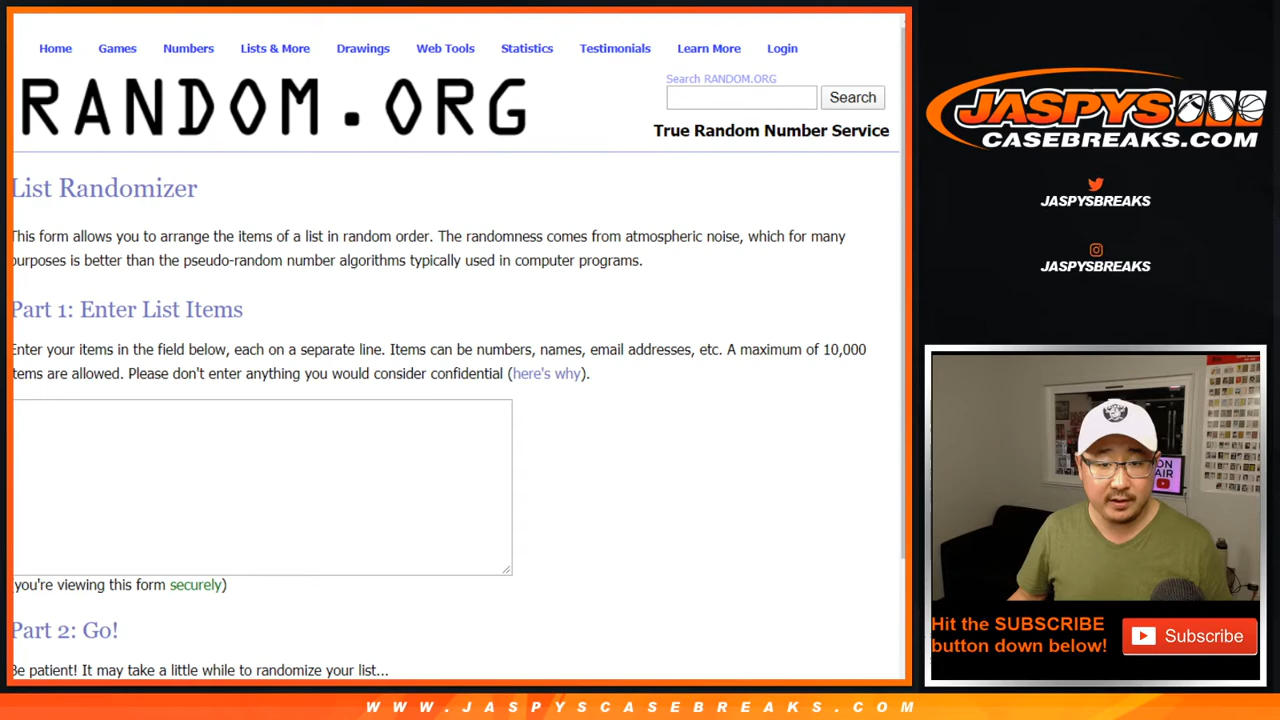 Home Games Numbers Lists & More Drawings Web Tools Statistics Testimonials Learn More Login
RANDOM.ORG
Search RANDOM.ORG
Search
True Random Number Service
List Randomizer
This form allows you to arrange the items of a list in random order. The randomness comes from atmospheric noise, which for many
purposes is better than the pseudo-random number algorithms typically used in computer programs.
Part 1: Enter List Items
Enter your items in the field below, each on a separate line. Items can be numbers, names, email addresses, etc. A maximum of 10,000
items are allowed. Please don't enter anything you would consider confidential (here's why).
(you're viewing this form securely)
Part 2: Go!
Be patient! It may take a little while to randomize your list...
JASPYS
CASEBREAKS.COM
JASPYSBREAKS
JASPYSBREAKS
ON
AIR
Hit the SUBSCRIBE
button down below!
Subscribe
WWW.JASPYSCASEBREAKS.COM